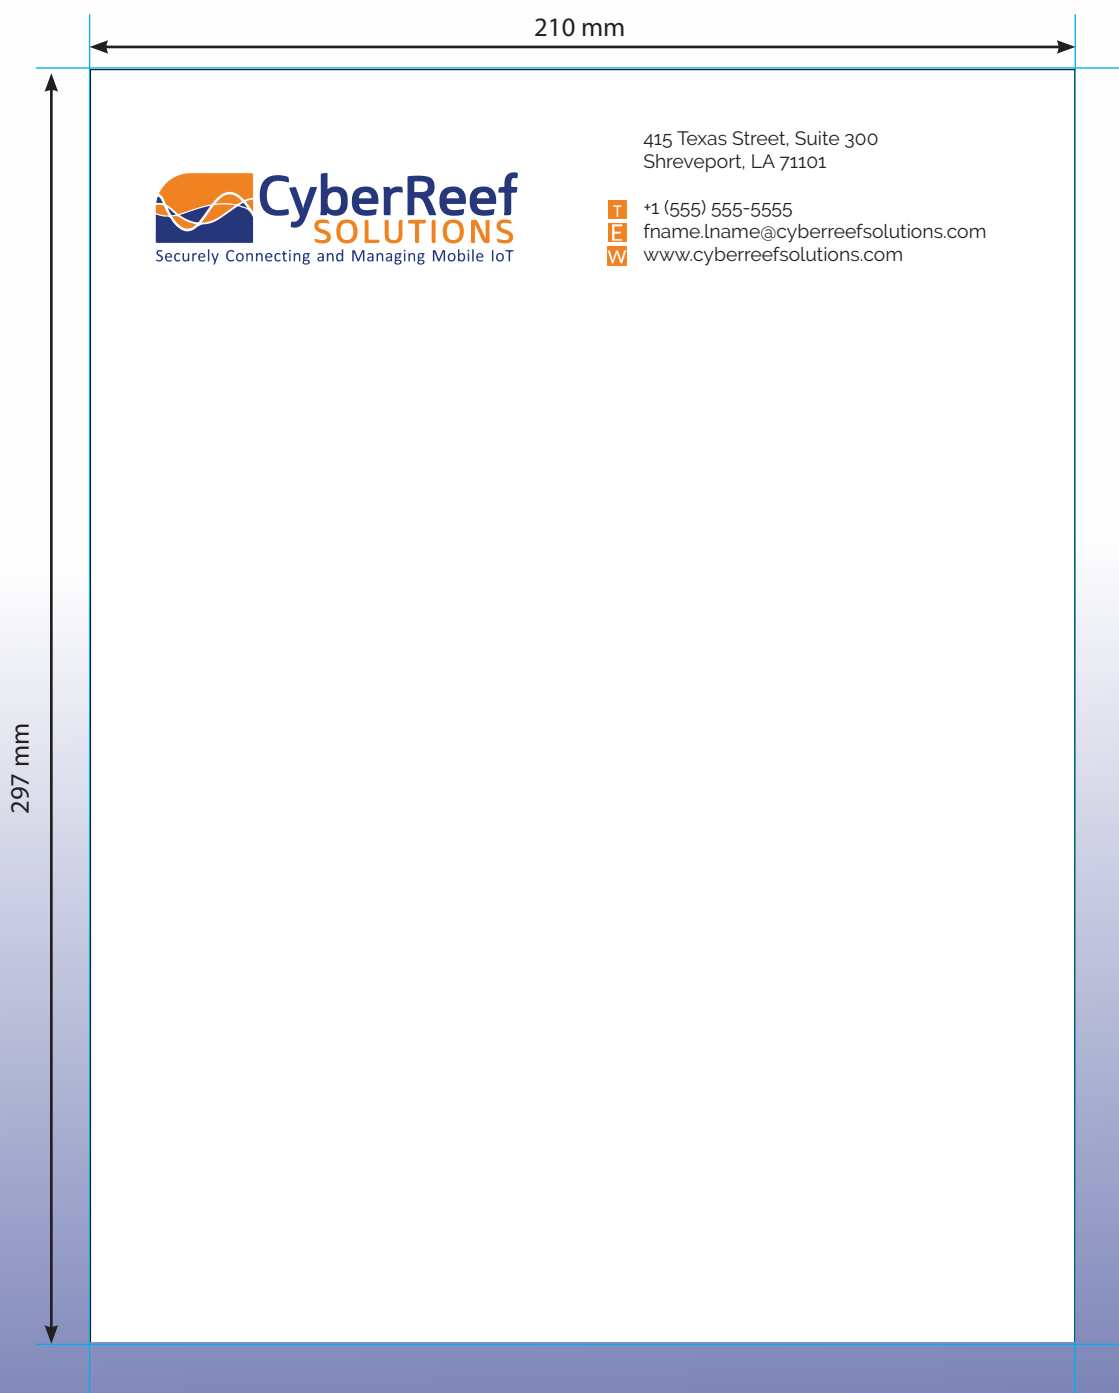 210 mm
415 Texas Street, Suite 300
Shreveport, LA 71101
CyberReef
SOLUTIONS
Securely Connecting and Managing Mobile IoT
T +1 (555) 555-5555
E fname.lname@cyberreefsolutions.com
W www.cyberreefsolutions.com
297 mm